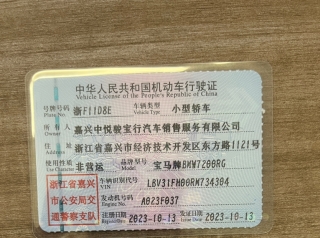 中华人民共和国机动车行驶证
Vehicle License of the People's Republic of China
号牌号码 浙F11D8E 车辆类型 小型轿车
Plate No. Vehicle Type
所有人 嘉兴中悦骏宝行汽车销售服务有限公司
住址 浙江省嘉兴市经济技术开发区东方路1121号
使用性质 非营运 品牌型号 宝马牌BMW7200RG
Use Character Model
浙江省嘉兴 车辆识别代号 LBV31FH00RM734304
VIN
市公安局交 发动机号码 A023F037
Engine No.
通警察支队 注册日期 2023-10-13 发证日期 2023-10-13
Register Date Issue Date